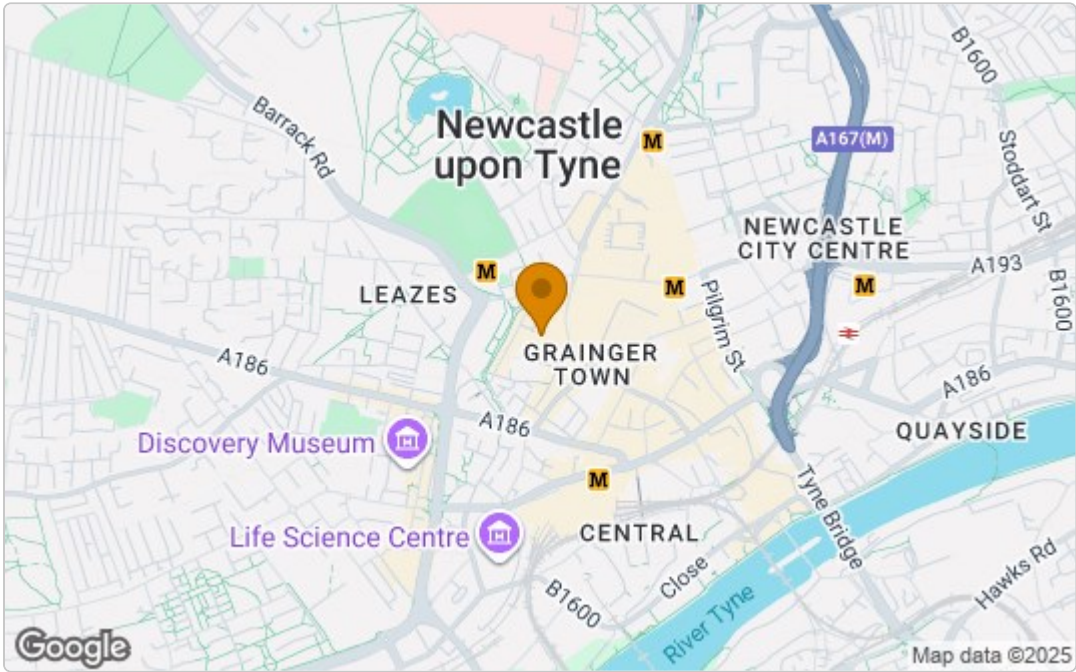 B1600
Barrack Rd
Newcastle
upon Tyne
M
A167(M)
Stoddart St
NEWCASTLE
CITY CENTRE
A193
M
LEAZES
M
M
Pilgrim St
B1600
GRAINGER
TOWN
A186
A186
A186
QUAYSIDE
Discovery Museum
M
Tyne Bridge
Life Science Centre
CENTRAL
Close
Hawks Rd
B1600
River Tyne
Google
Map data ©2025